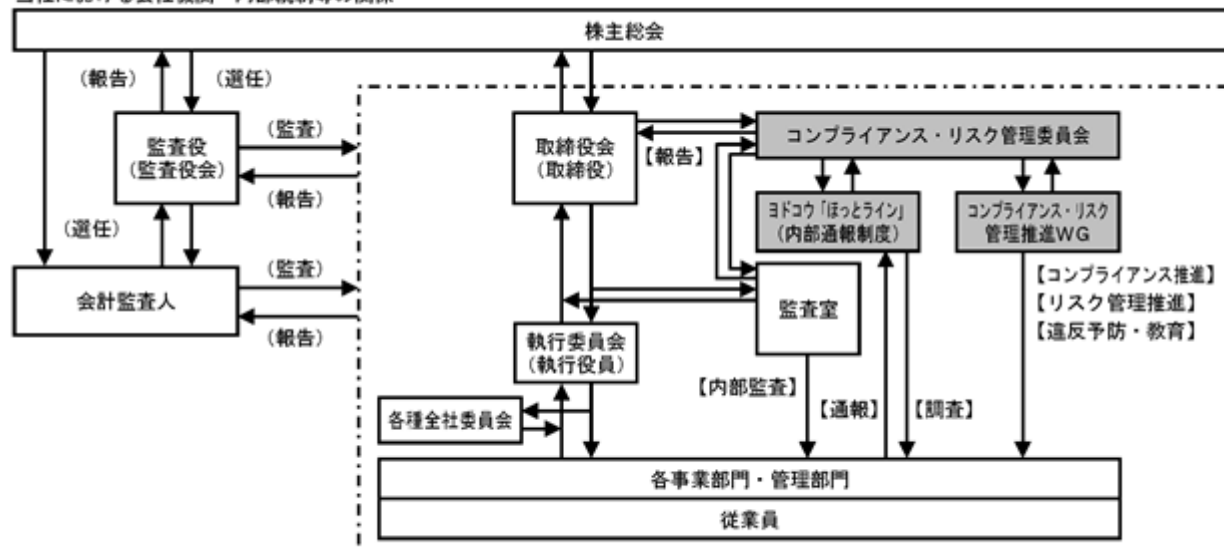 株主総会
(報告)
(選任)
監査役
(監査役会)
(監査)
(報告)
(選任)
会計監査人
(監査)
(報告)
取締役会
(取締役)
【報告】
コンプライアンス・リスク管理委員会
ヨドコウ「ほっとライン」
(内部通報制度)
コンプライアンス・リスク
管理推進WG
監査室
【コンプライアンス推進】
【リスク管理推進】
【違反予防・教育】
執行委員会
(執行役員)
各種全社委員会
【内部監査】
【通報】
【調査】
各事業部門・管理部門
従業員